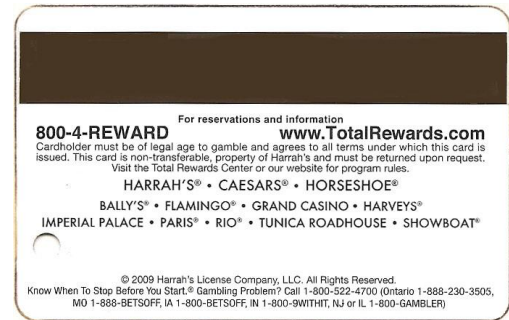 For reservations and information
800-4-REWARD www.TotalRewards.com
Cardholder must be of legal age to gamble and agrees to all terms under which this card is
issued. This card is non-transferable, property of Harrah's and must be returned upon request.
Visit the Total Rewards Center or our website for program rules.
HARRAH'S® • CAESARS® • HORSESHOE®
BALLY'S® • FLAMINGO® • GRAND CASINO • HARVEYS®
IMPERIAL PALACE • PARIS® • RIO® • TUNICA ROADHOUSE • SHOWBOAT®
© 2009 Harrah's License Company, LLC. All Rights Reserved.
Know When To Stop Before You Start.® Gambling Problem? Call 1-800-522-4700 (Ontario 1-888-230-3505,
MO 1-888-BETSOFF, IA 1-800-BETSOFF, IN 1-800-9WITHIT, NJ or IL 1-800-GAMBLER)